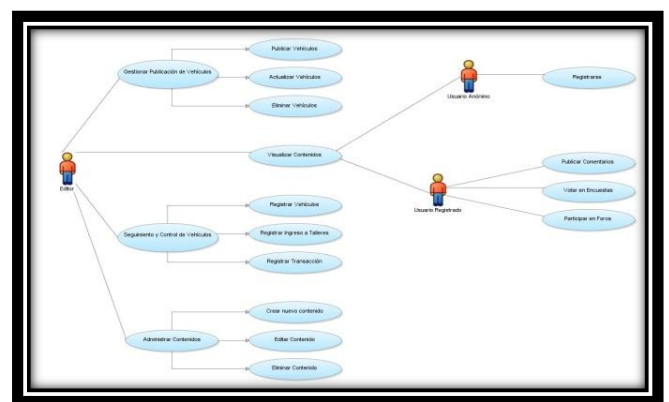 Publicar Vehículos
Gestionar Publicación de Vehículos
Actualizar Vehículos
Eliminar Vehículos
Usuario Anónimo
Registrarse
Visualizar Contenidos
Editor
Publicar Comentarios
Votar en Encuestas
Usuario Registrado
Participar en Foros
Registrar Vehículos
Seguimiento y Control de Vehículos
Registrar Ingreso a Talleres
Registrar Transacción
Crear nuevo contenido
Administrar Contenidos
Editar Contenido
Eliminar Contenido